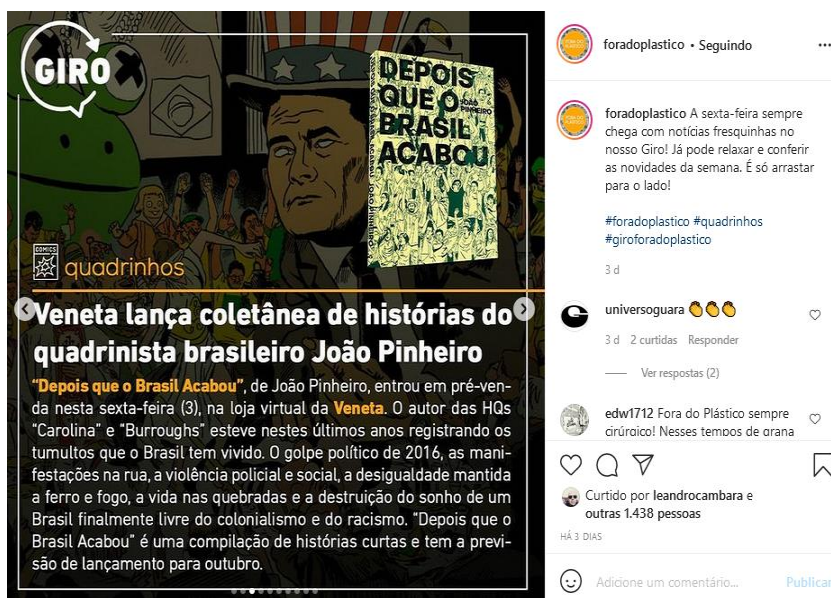 GIRO
DEPOIS
QUE O
JOÃO
PINHEIRO
BRASIL
ACABOU
COMICS
quadrinhos
Veneta lança coletânea de histórias do
quadrinista brasileiro João Pinheiro
“Depois que o Brasil Acabou”, de João Pinheiro, entrou em pré-ven-
da nesta sexta-feira (3), na loja virtual da Veneta. O autor das HQs
“Carolina” e “Burroughs” esteve nestes últimos anos registrando os
tumultos que o Brasil tem vivido. O golpe político de 2016, as mani-
festações na rua, a violência policial e social, a desigualdade mantida
a ferro e fogo, a vida nas quebradas e a destruição do sonho de um
Brasil finalmente livre do colonialismo e do racismo. “Depois que o
Brasil Acabou” é uma compilação de histórias curtas e tem a previ-
são de lançamento para outubro.
foradoplastico • Seguindo
foradoplastico A sexta-feira sempre
chega com notícias fresquinhas no
nosso Giro! Já pode relaxar e conferir
as novidades da semana. É só arrastar
para o lado!
#foradoplastico #quadrinhos
#giroforadoplastico
3 d
universoguara 👏👏👏
3 d 2 curtidas Responder
Ver respostas (2)
edw1712 Fora do Plástico sempre
cirúrgico! Nesses tempos de grana
Curtido por leandrocambara e
outras 1.438 pessoas
HÁ 3 DIAS
Adicione um comentário... Publicar